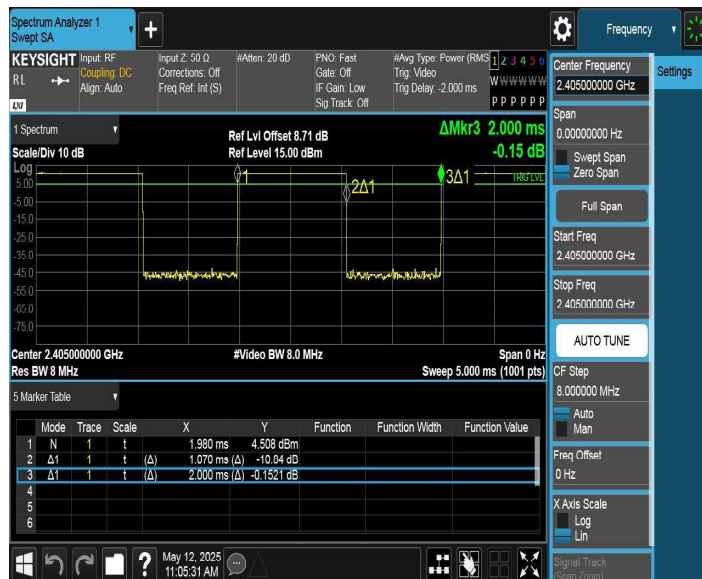 Spectrum Analyzer 1
Swept SA
+
Frequency
KEYSIGHT
RL
LXI
Input: RF
Coupling: DC
Align: Auto
Input Z: 50 Ω
Corrections: Off
Freq Ref: Int (S)
#Atten: 20 dB
PNO: Fast
Gate: Off
IF Gain: Low
Sig Track: Off
#Avg Type: Power (RMS
Trig: Video
Trig Delay: -2.000 ms
1 2 3 4 5 6
W W W W W W
P P P P P P
1 Spectrum
Scale/Div 10 dB
Ref Lvl Offset 8.71 dB
Ref Level 15.00 dBm
ΔMkr3 2.000 ms
-0.15 dB
Log
1
2Δ1
3Δ1
TRIG LVL
5.00
-5.00
-15.0
-25.0
-35.0
-45.0
-55.0
-65.0
-75.0
Center 2.405000000 GHz
#Video BW 8.0 MHz
Span 0 Hz
Res BW 8 MHz
Sweep 5.000 ms (1001 pts)
5 Marker Table
Mode Trace Scale X Y Function Function Width Function Value
1 N 1 t 1.980 ms 4.508 dBm
2 Δ1 1 t (Δ) 1.070 ms (Δ) -10.84 dB
3 Δ1 1 t (Δ) 2.000 ms (Δ) -0.1521 dB
4
5
6
?
May 12, 2025
11:05:31 AM
Center Frequency
2.405000000 GHz
Settings
Span
0.00000000 Hz
Swept Span
Zero Span
Full Span
Start Freq
2.405000000 GHz
Stop Freq
2.405000000 GHz
AUTO TUNE
CF Step
8.000000 MHz
Auto
Man
Freq Offset
0 Hz
X Axis Scale
Log
Lin
Signal Track
(Span Zoom)